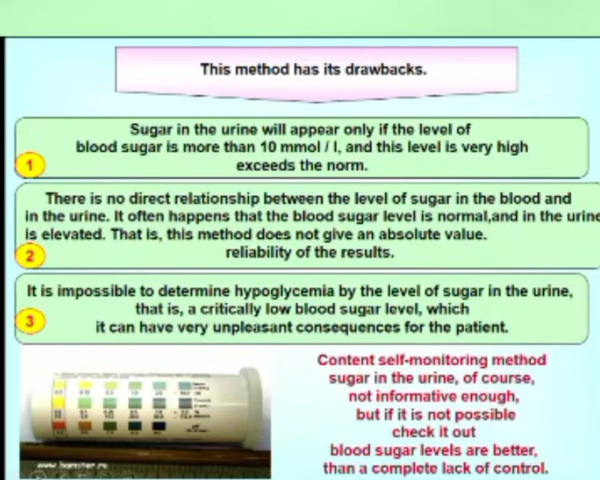 This method has its drawbacks.
Sugar in the urine will appear only if the level of
blood sugar is more than 10 mmol / l, and this level is very high
exceeds the norm.
1
There is no direct relationship between the level of sugar in the blood and
in the urine. It often happens that the blood sugar level is normal,and in the urine
is elevated. That is, this method does not give an absolute value.
reliability of the results.
2
It is impossible to determine hypoglycemia by the level of sugar in the urine,
that is, a critically low blood sugar level, which
it can have very unpleasant consequences for the patient.
3
Content self-monitoring method
sugar in the urine, of course,
not informative enough,
but if it is not possible
check it out
blood sugar levels are better,
than a complete lack of control.